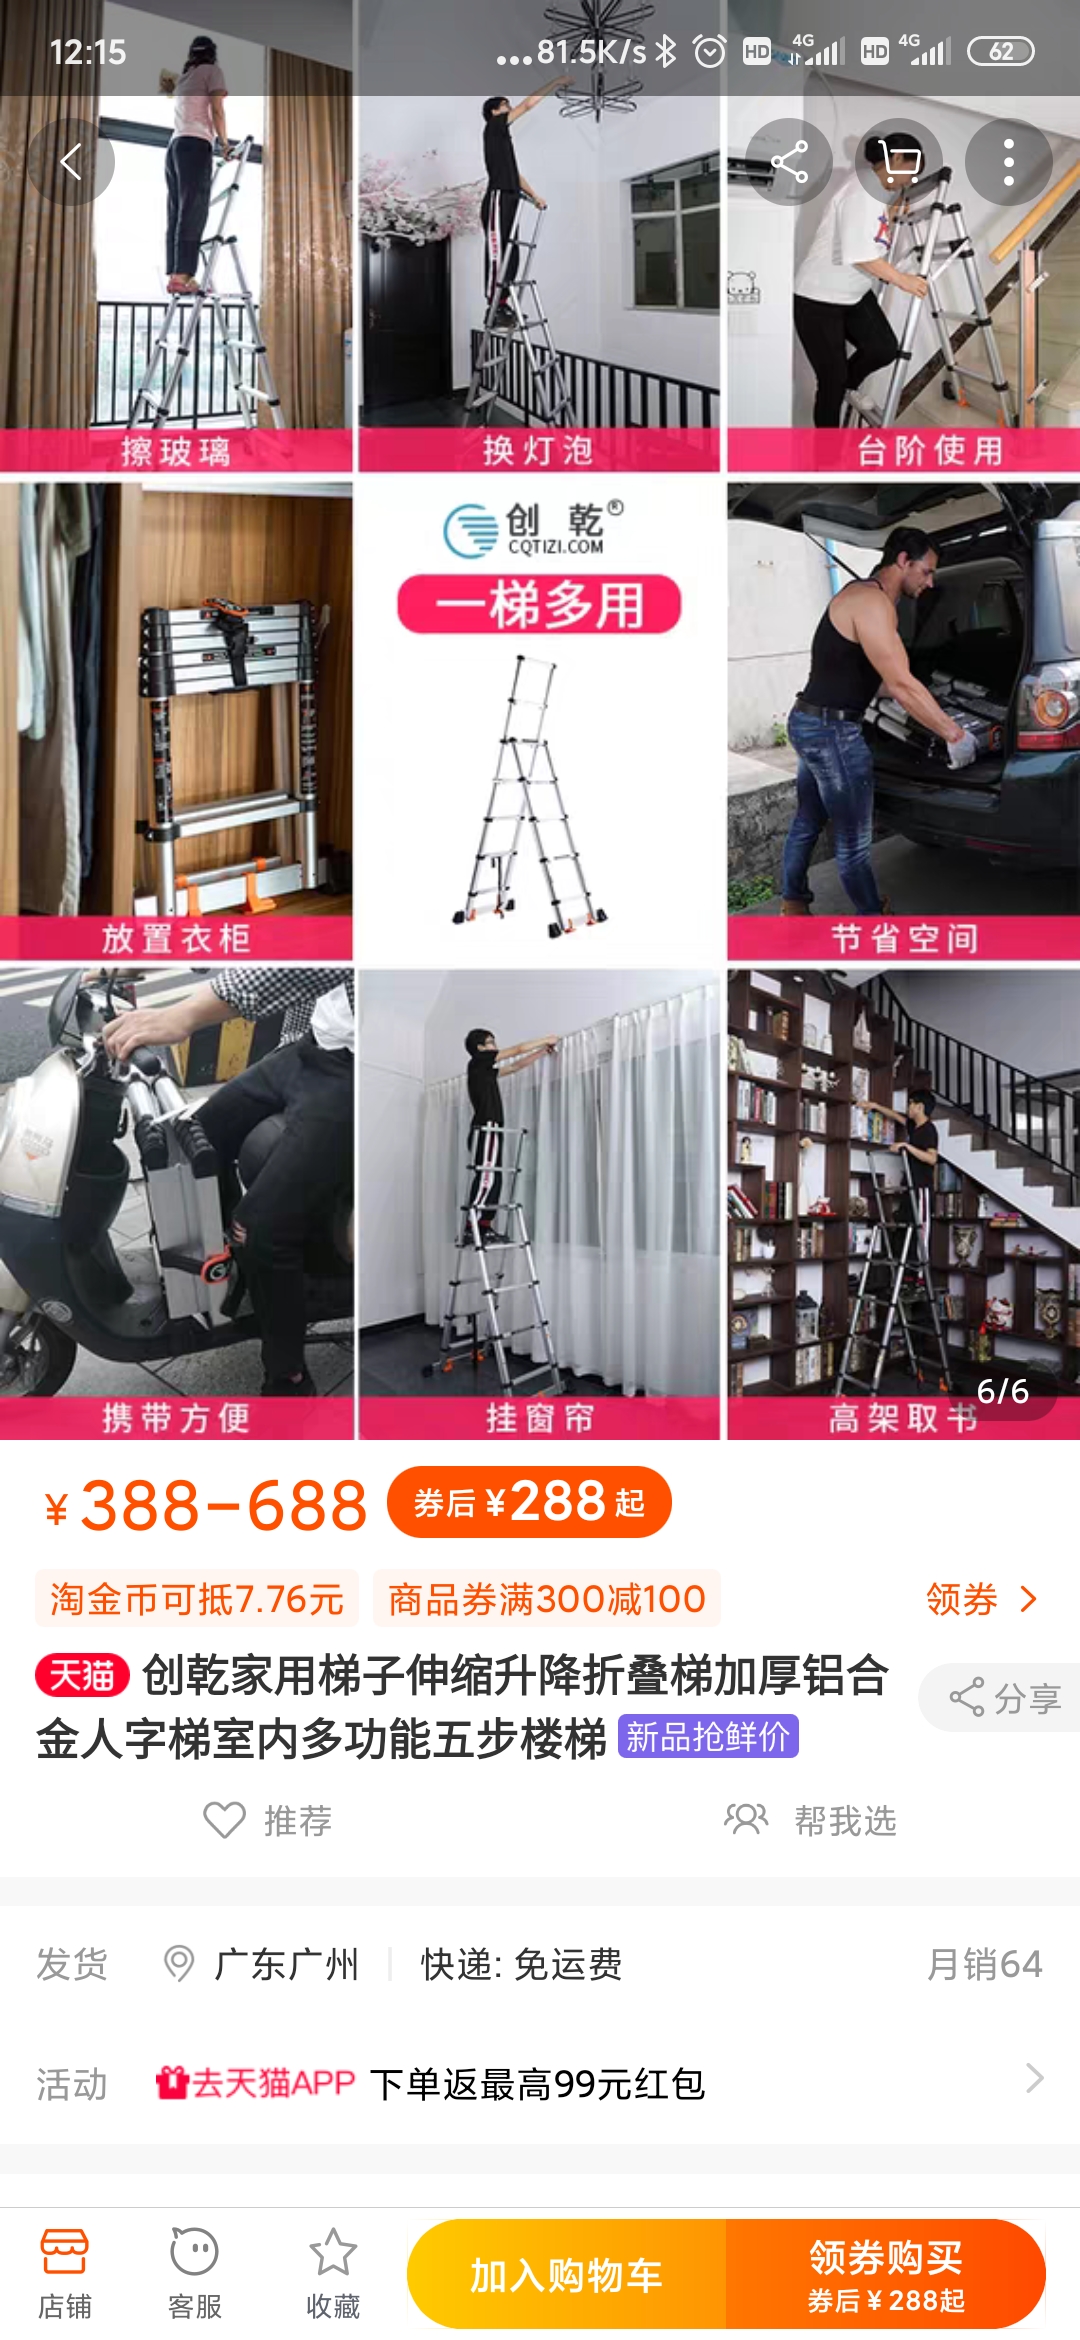 12:15
...81.5K/s HD 4G HD 4G 62
擦玻璃
换灯泡
台阶使用
创乾®
CQTIZI.COM
一梯多用
放置衣柜
节省空间
携带方便
挂窗帘
高架取书
6/6
¥388-688 券后¥288起
淘金币可抵7.76元 商品券满300减100 领券
天猫 创乾家用梯子伸缩升降折叠梯加厚铝合
金人字梯室内多功能五步楼梯 新品抢鲜价
分享
推荐 帮我选
发货 广东广州 快递: 免运费 月销64
活动 去天猫APP 下单返最高99元红包
店铺 客服 收藏
加入购物车
领券购买
券后¥288起